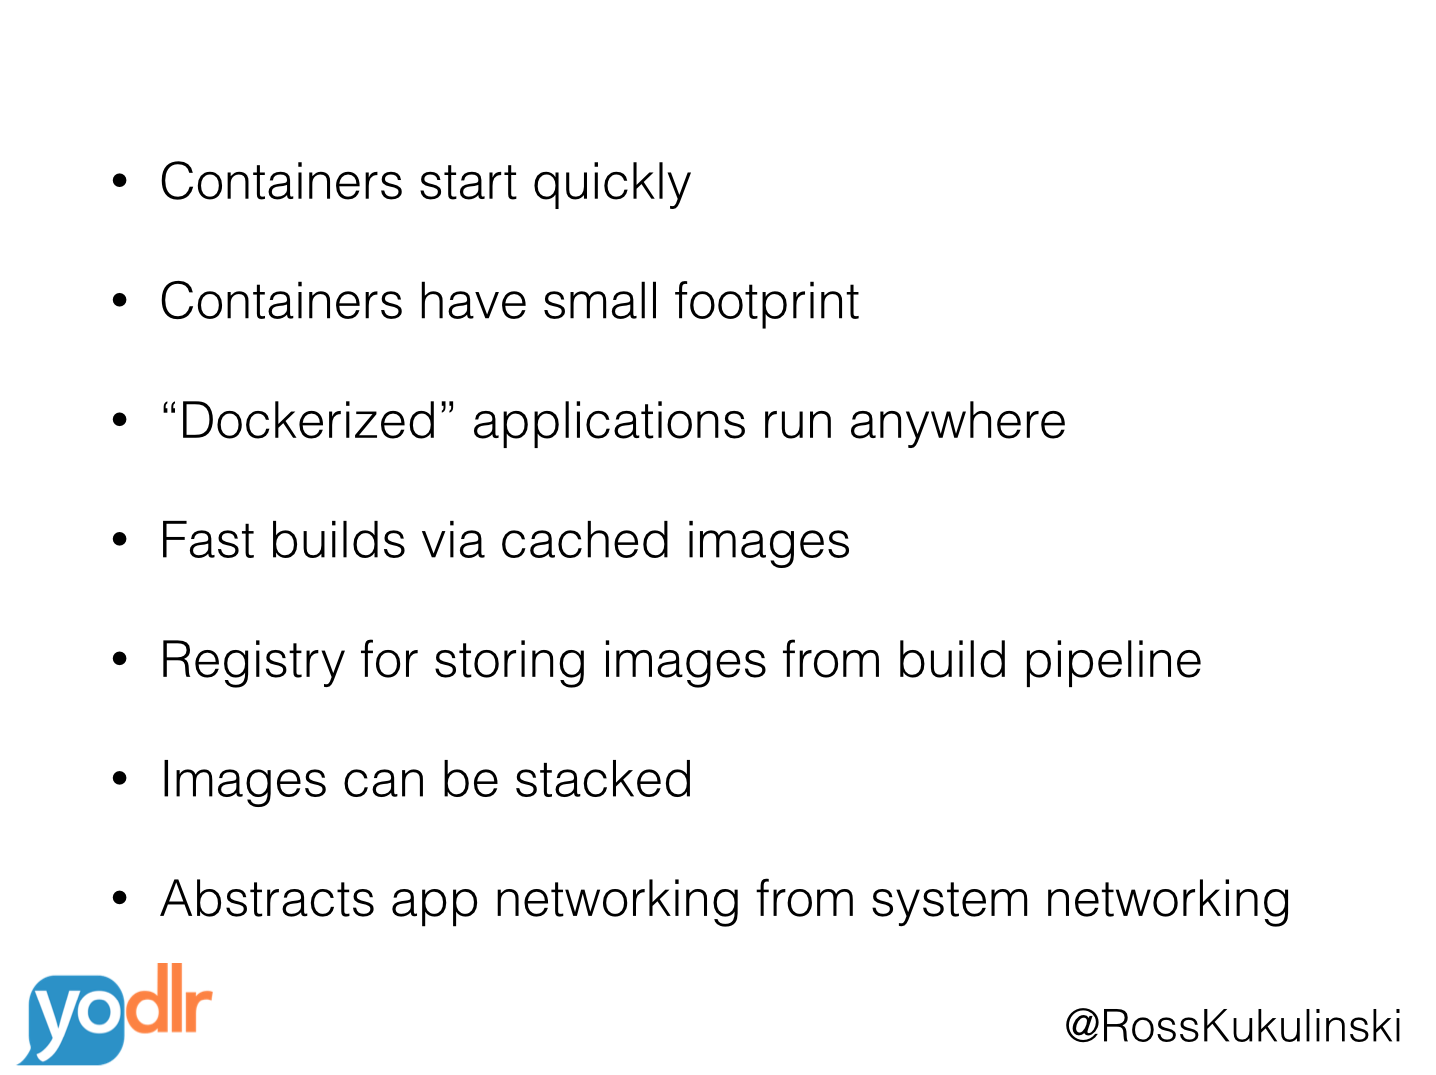 • Containers start quickly
• Containers have small footprint
• “Dockerized” applications run anywhere
• Fast builds via cached images
• Registry for storing images from build pipeline
• Images can be stacked
• Abstracts app networking from system networking
yodlr
@RossKukulinski